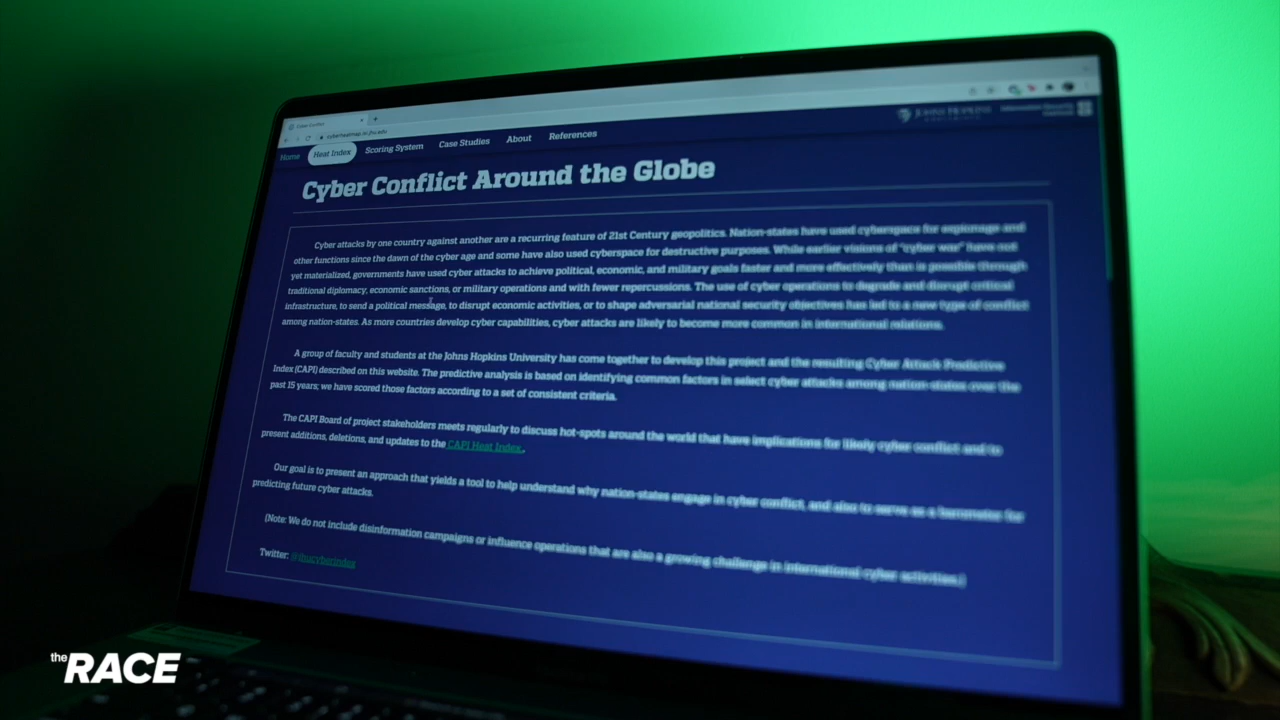 Cyber Conflict
cyberheatmap.isi.jhu.edu
JOHNS HOPKINS
Information Security
Institute
Home Heat Index Scoring System Case Studies About References
Cyber Conflict Around the Globe
Cyber attacks by one country against another are a recurring feature of 21st Century geopolitics. Nation-states have used cyberspace for espionage and
other functions since the dawn of the cyber age and some have also used cyberspace for destructive purposes. While earlier visions of "cyber war" have not
yet materialized, governments have used cyber attacks to achieve political, economic, and military goals faster and more effectively than is possible through
traditional diplomacy, economic sanctions, or military operations and with fewer repercussions. The use of cyber operations to degrade and disrupt critical
infrastructure, to send a political message, to disrupt economic activities, or to shape adversarial national security objectives has led to a new type of conflict
among nation-states. As more countries develop cyber capabilities, cyber attacks are likely to become more common in international relations.
A group of faculty and students at the Johns Hopkins University has come together to develop this project and the resulting Cyber Attack Predictive
Index (CAPI) described on this website. The predictive analysis is based on identifying common factors in select cyber attacks among nation-states over the
past 15 years; we have scored those factors according to a set of consistent criteria.
The CAPI Board of project stakeholders meets regularly to discuss hot-spots around the world that have implications for likely cyber conflict and to
present additions, deletions, and updates to the CAPI Heat Index.
Our goal is to present an approach that yields a tool to help understand why nation-states engage in cyber conflict, and also to serve as a barometer for
predicting future cyber attacks.
(Note: We do not include disinformation campaigns or influence operations that are also a growing challenge in international cyber activities.)
Twitter: @jhucyberindex
the RACE